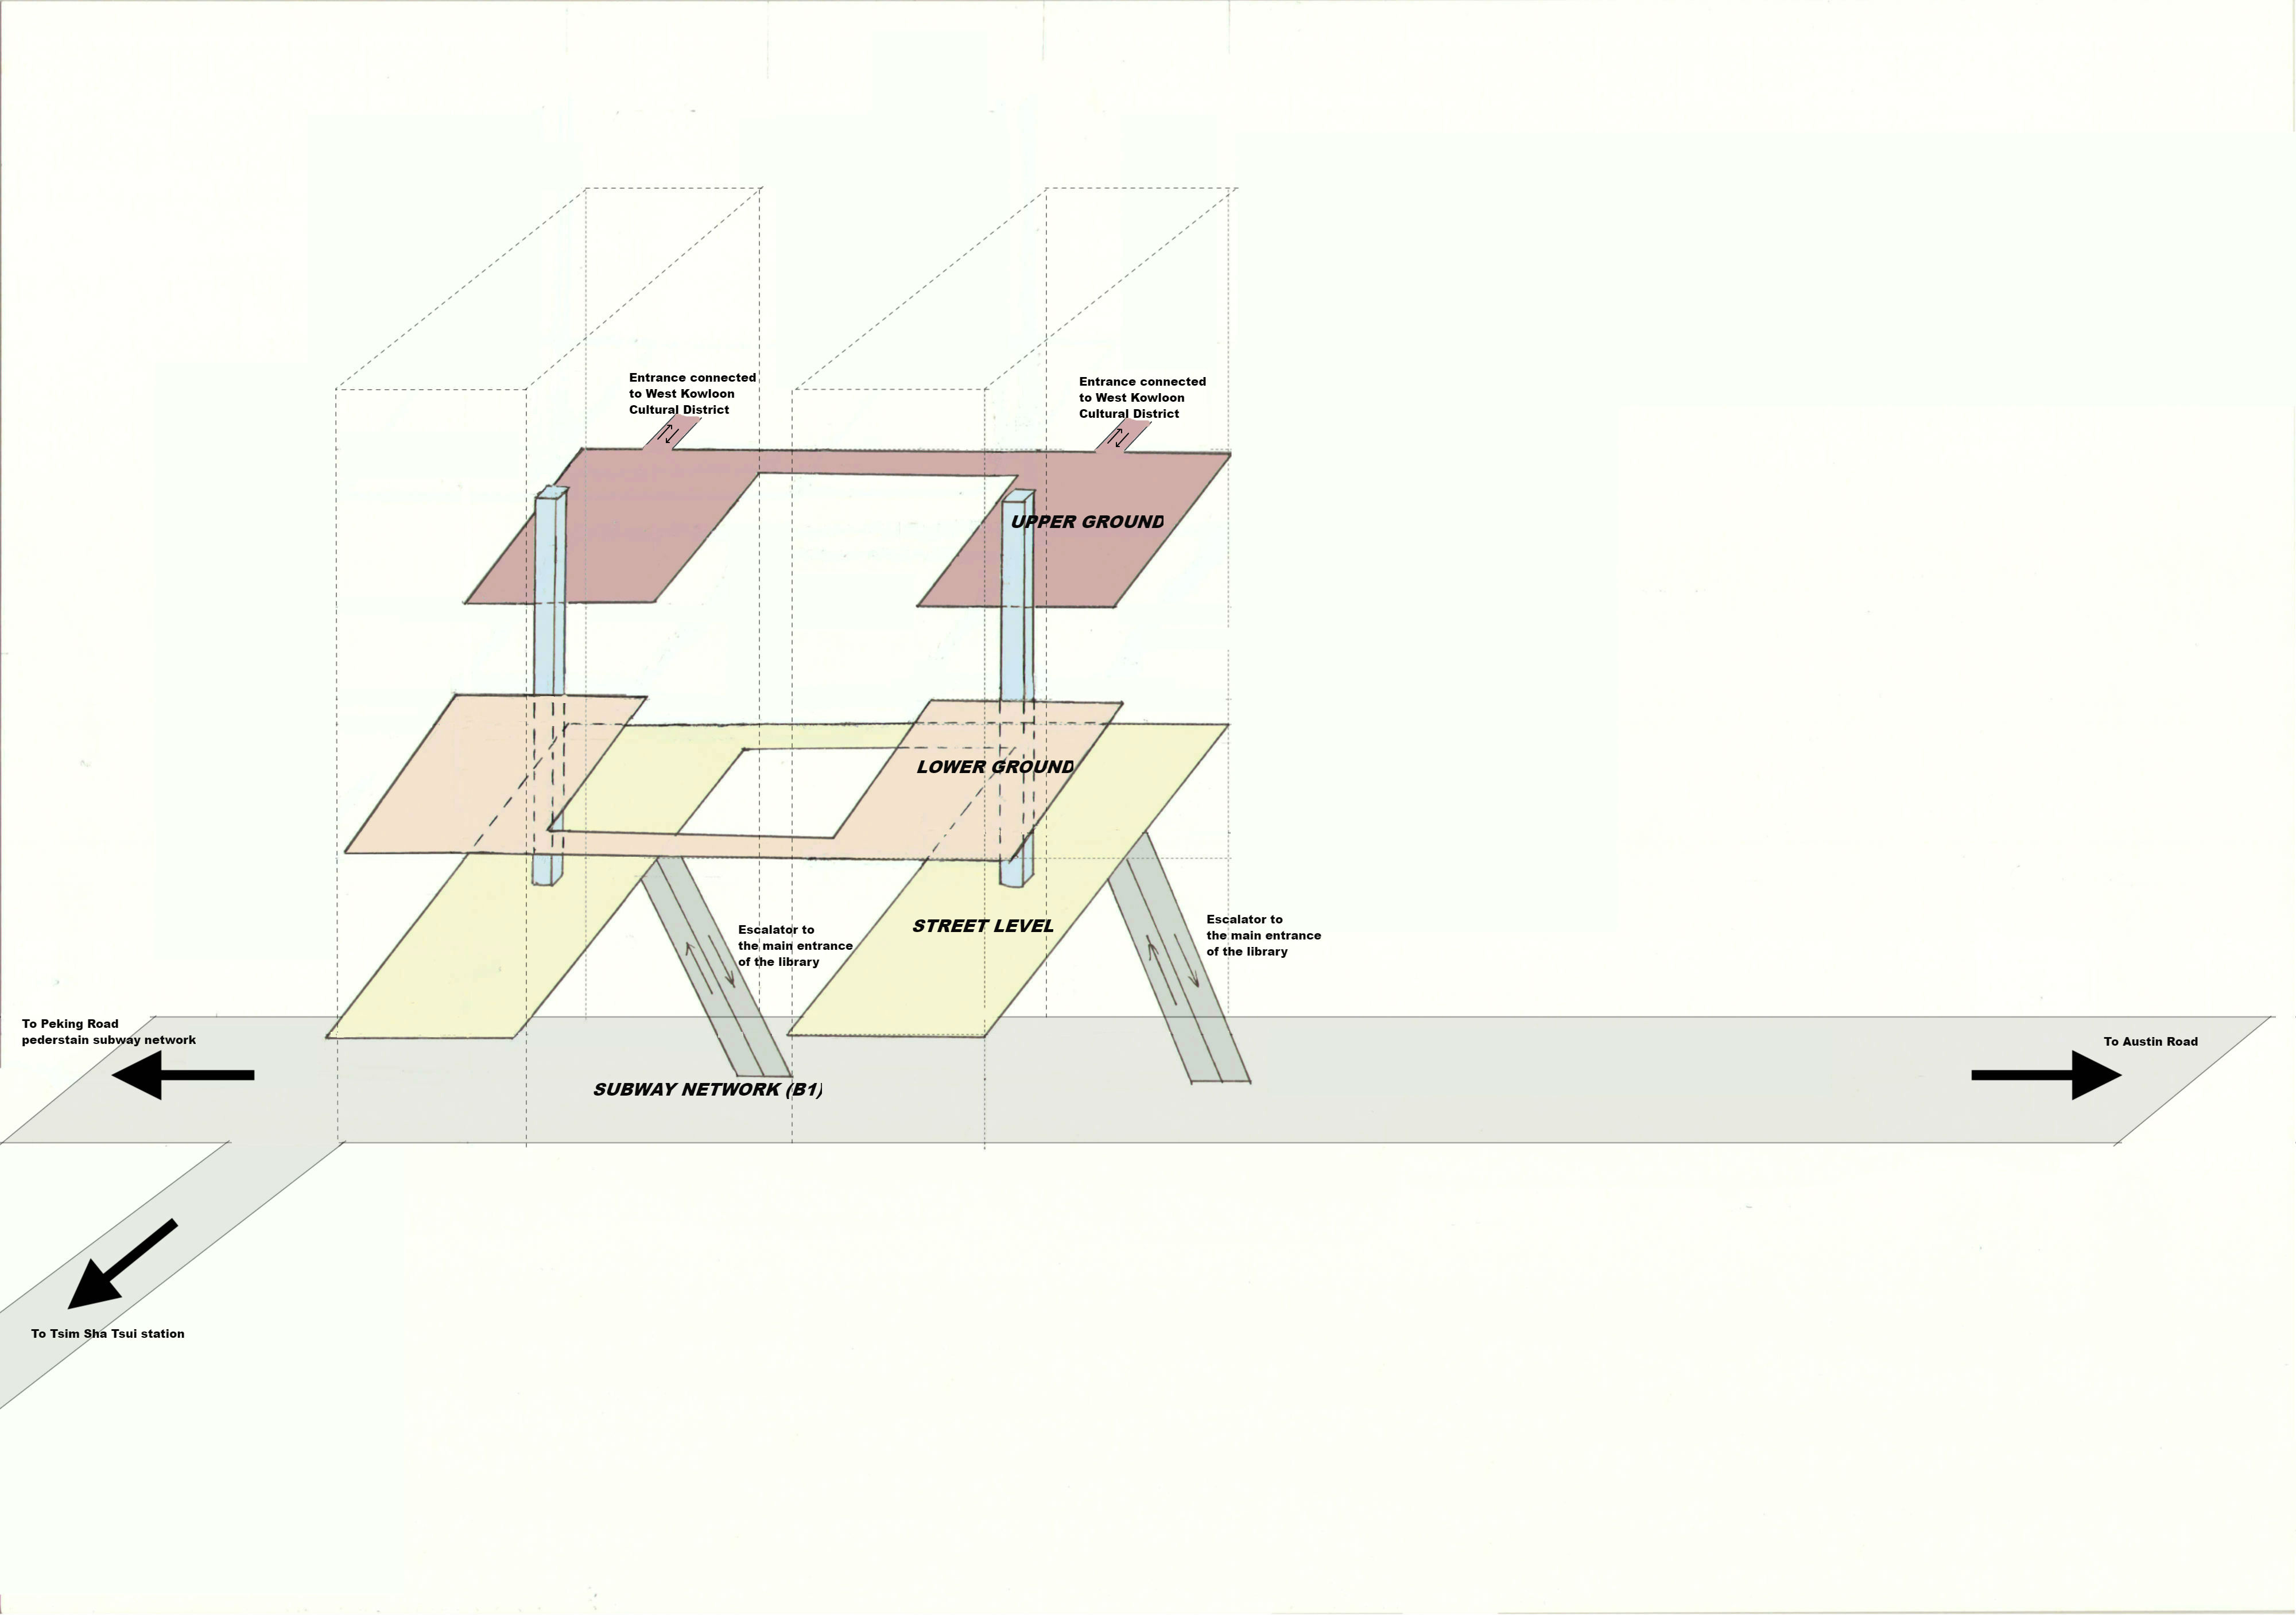 Entrance connected
to West Kowloon
Cultural District
Entrance connected
to West Kowloon
Cultural District
UPPER GROUND
LOWER GROUND
STREET LEVEL
Escalator to
the main entrance
of the library
Escalator to
the main entrance
of the library
To Peking Road
pederstain subway network
To Austin Road
SUBWAY NETWORK (B1)
To Tsim Sha Tsui station